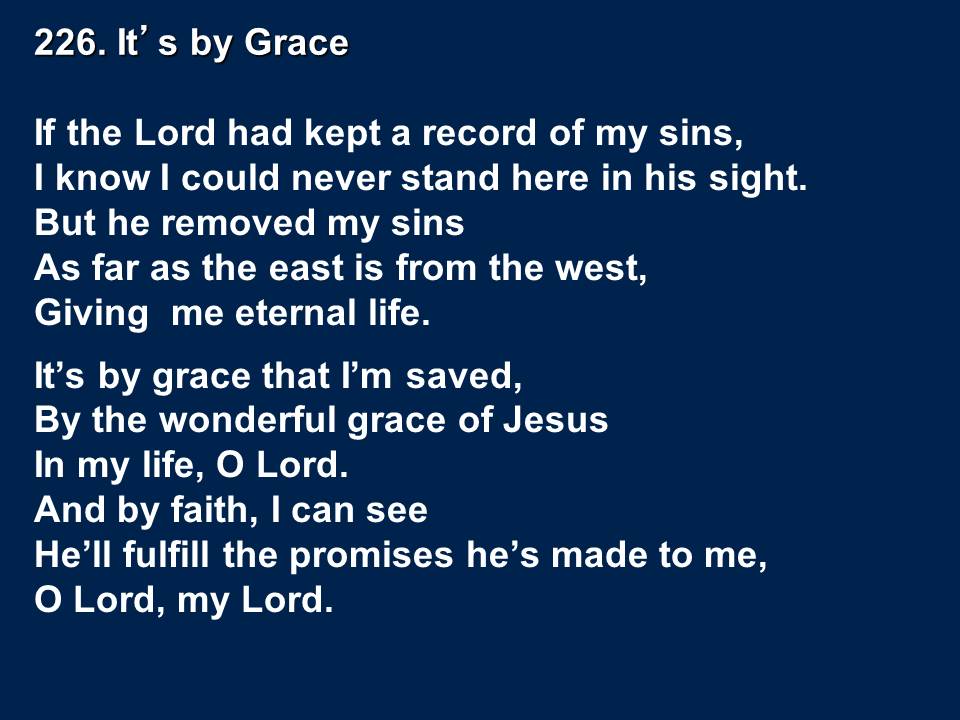 226. It’s by Grace
If the Lord had kept a record of my sins,
I know I could never stand here in his sight.
But he removed my sins
As far as the east is from the west,
Giving  me eternal life.
It’s by grace that I’m saved,
By the wonderful grace of Jesus
In my life, O Lord.
And by faith, I can see
He’ll fulfill the promises he’s made to me,
O Lord, my Lord.